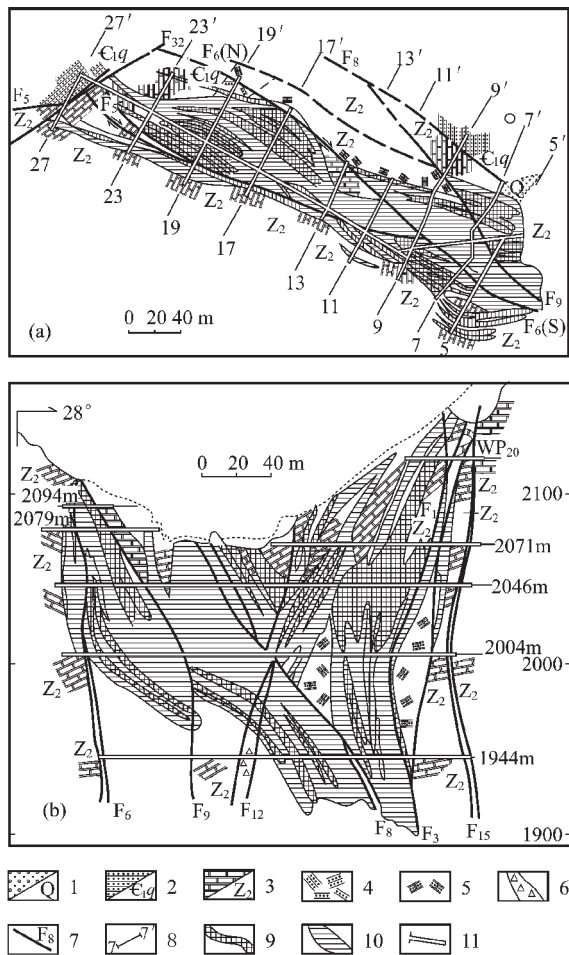 27′
23′
F₃₂
Є₁q
F₆(N)
19′
17′
F₈
13′
11′
9′
7′
5′
Є₁q
Z₂
Z₂
Є₁q
Q
F₅
Z₂
F₅
Z₂
Z₂
27
Z₂
23
Z₂
19
Z₂
17
Z₂
13
11
Z₂
9
Z₂
7
5
Z₂
F₉
F₆(S)
Z₂
0 20 40 m
(a)
28°
0 20 40 m
WP₂₀
Z₂
Z₂
2094m
2079m
F₁
Z₂
Z₂
2100
2071m
Z₂
2046m
2004m
Z₂
Z₂
Z₂
2000
Z₂
1944m
Z₂
Z₂
(b)
F₆
F₉
F₁₂
F₈
F₃
F₁₅
1900
Q 1
Є₁q 2
Z₂ 3
4
5
6
F₈ 7
7 7′ 8
9
10
11